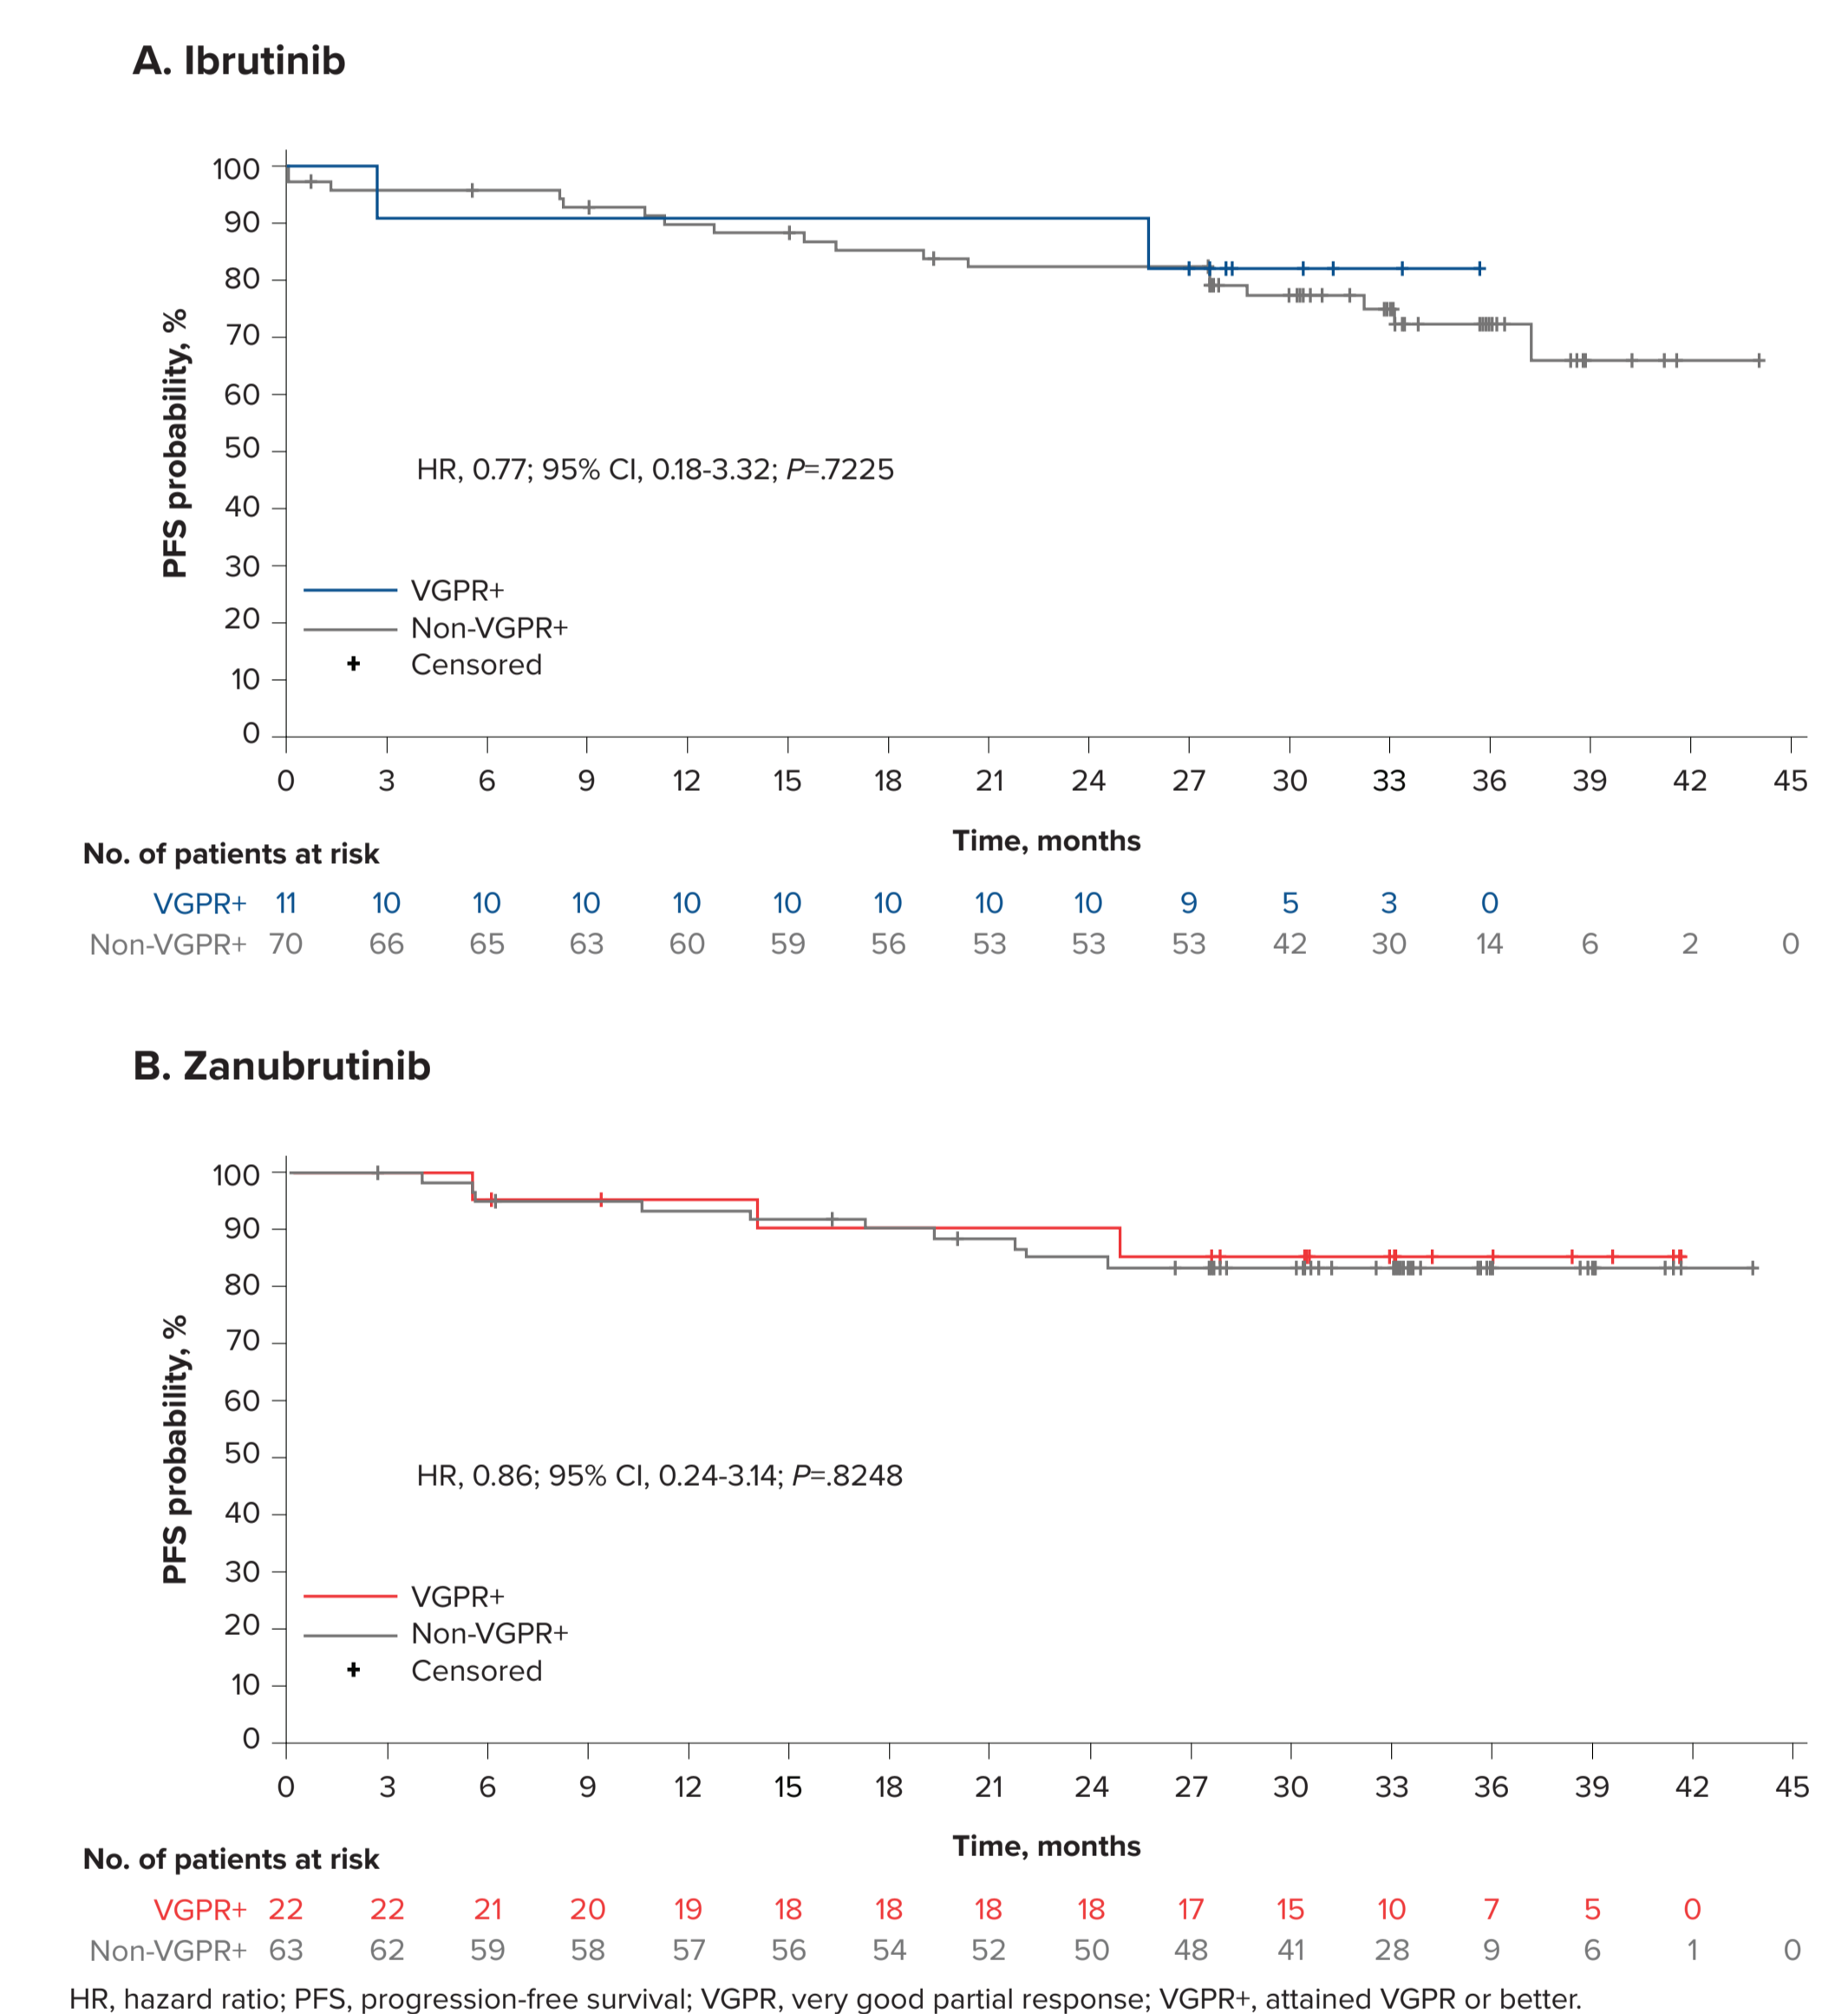 A. Ibrutinib
PFS probability, %
100
90
80
70
60
50
40
30
20
10
0
HR, 0.77; 95% CI, 0.18-3.32; P=.7225
VGPR+
Non-VGPR+
Censored
0 3 6 9 12 15 18 21 24 27 30 33 36 39 42 45
Time, months
No. of patients at risk
VGPR+ 11 10 10 10 10 10 10 10 10 9 5 3 0
Non-VGPR+ 70 66 65 63 60 59 56 53 53 53 42 30 14 6 2 0
B. Zanubrutinib
PFS probability, %
100
90
80
70
60
50
40
30
20
10
0
HR, 0.86; 95% CI, 0.24-3.14; P=.8248
VGPR+
Non-VGPR+
Censored
0 3 6 9 12 15 18 21 24 27 30 33 36 39 42 45
Time, months
No. of patients at risk
VGPR+ 22 22 21 20 19 18 18 18 18 17 15 10 7 5 0
Non-VGPR+ 63 62 59 58 57 56 54 52 50 48 41 28 9 6 1 0
HR, hazard ratio; PFS, progression-free survival; VGPR, very good partial response; VGPR+, attained VGPR or better.